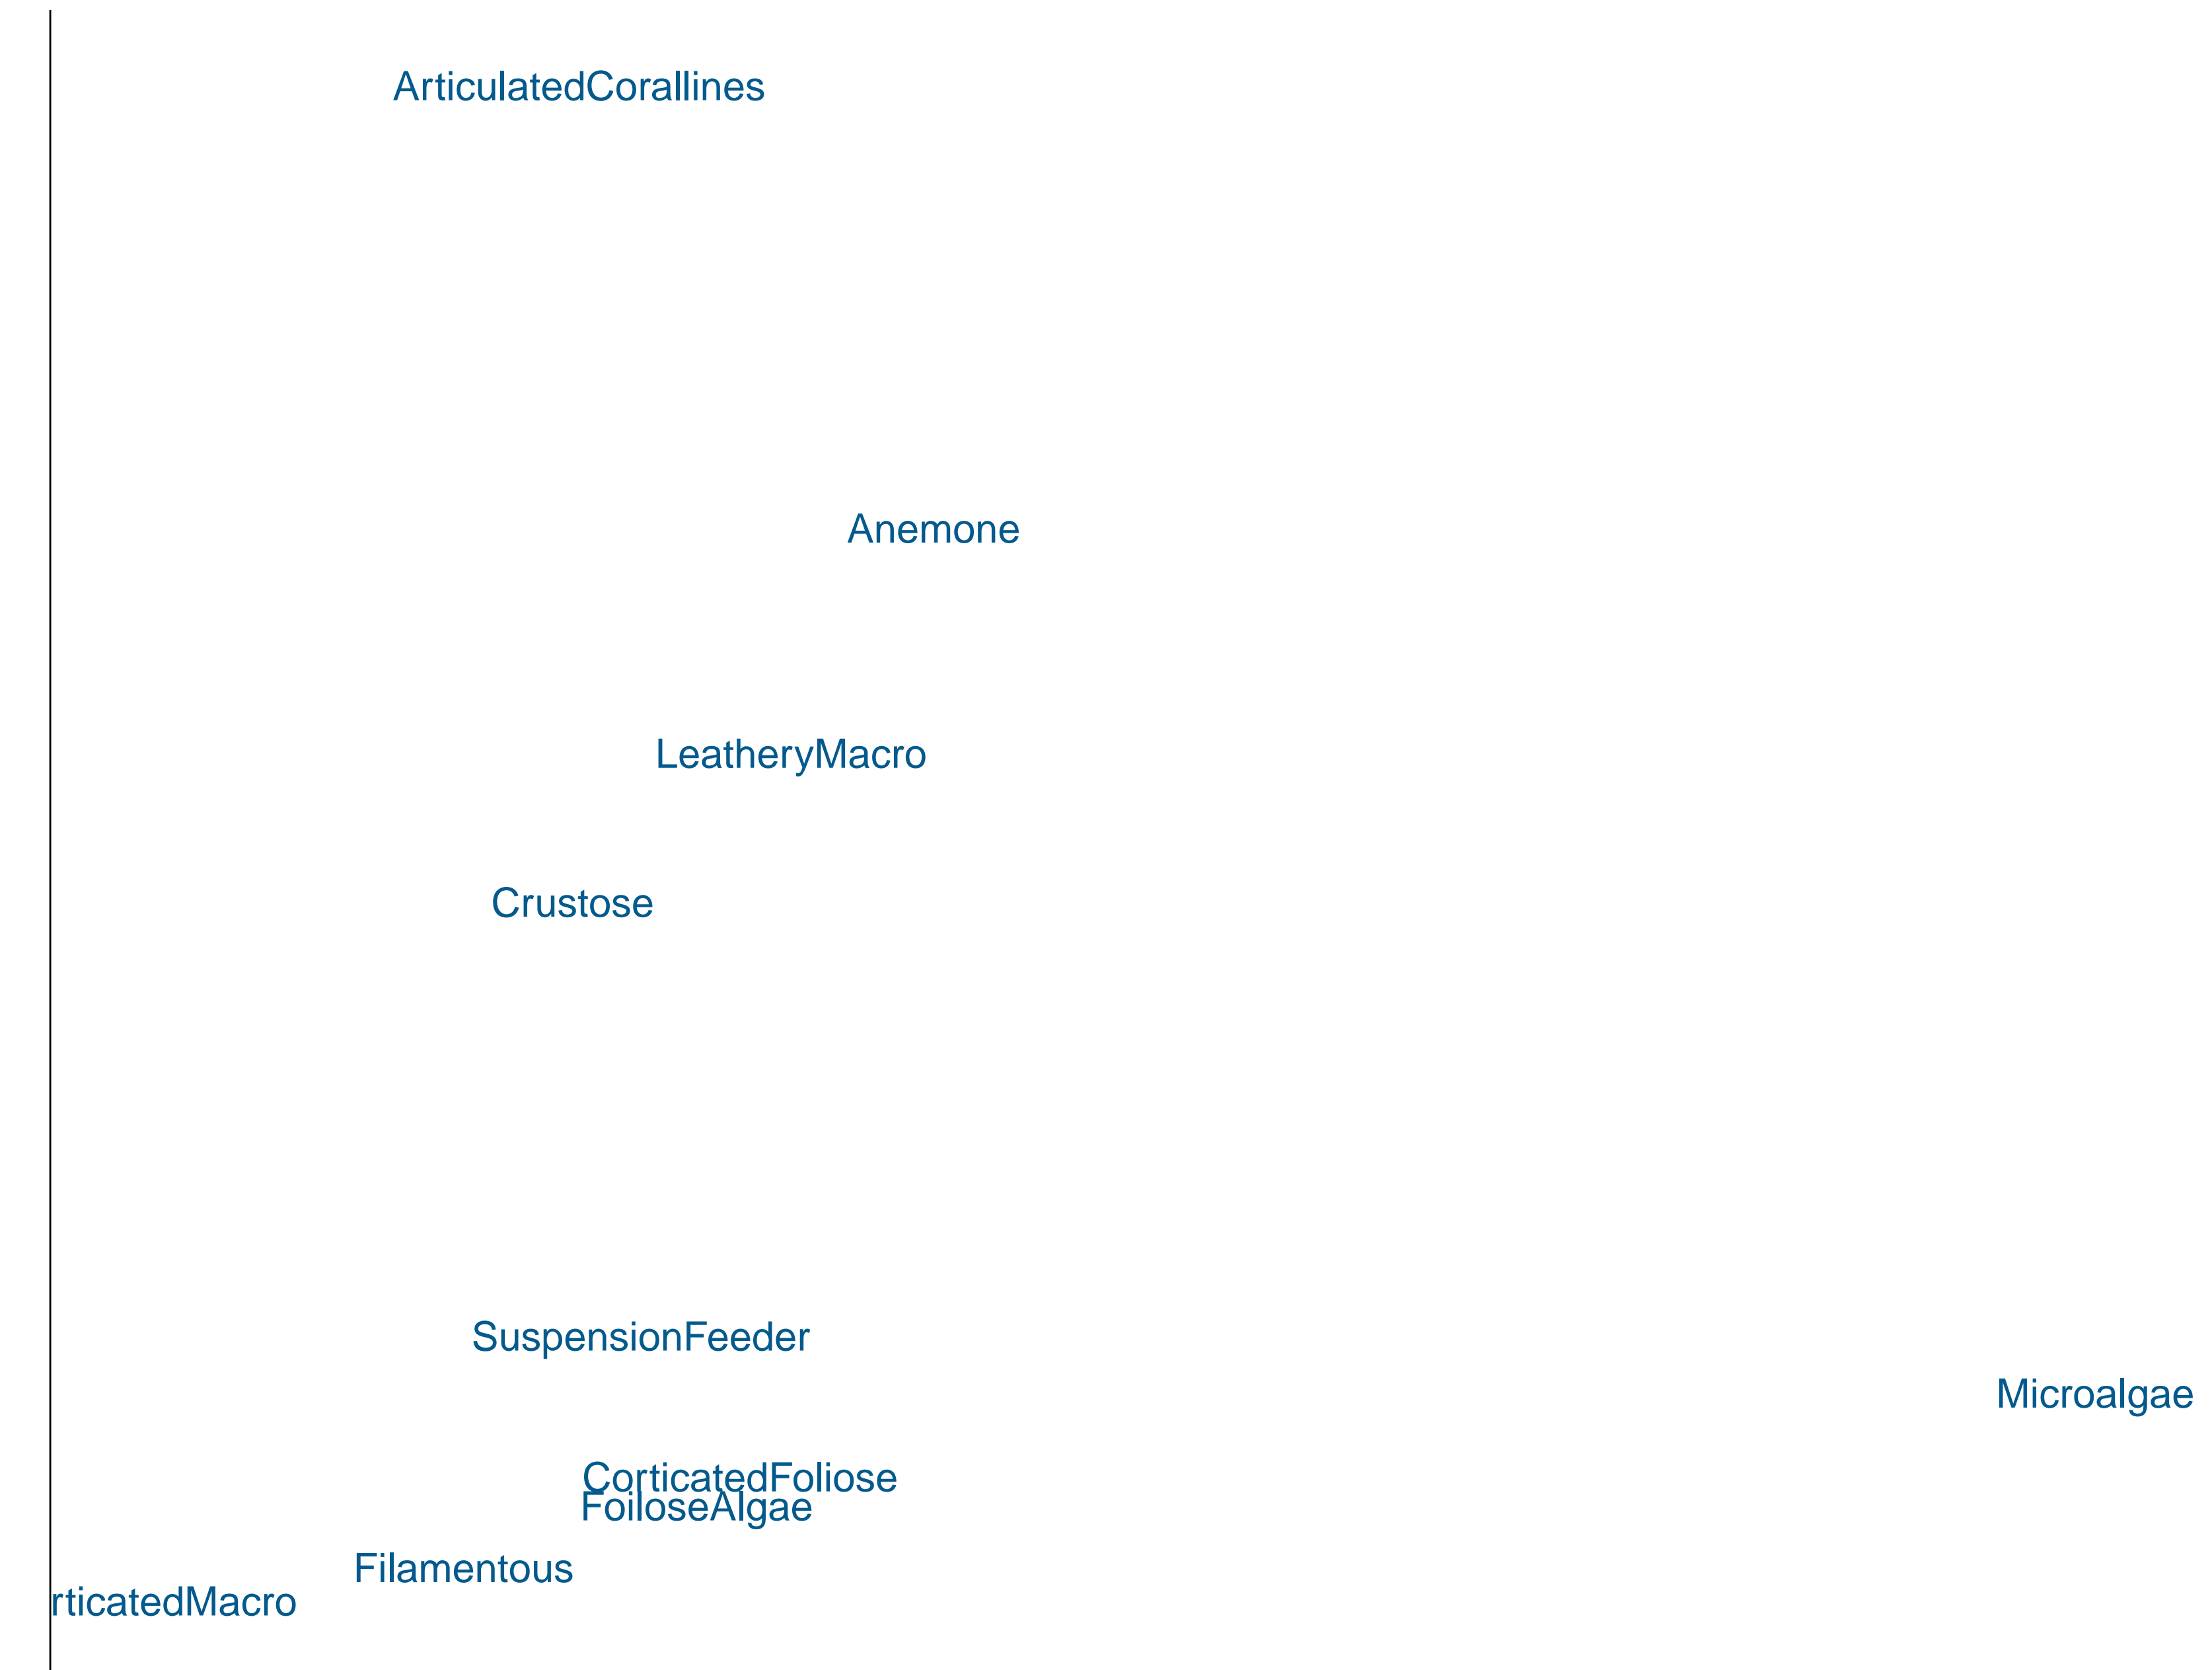 ArticulatedCorallines
Anemone
LeatheryMacro
Crustose
SuspensionFeeder
Microalgae
CorticatedFoliose
FoiloseAlgae
Filamentous
rticatedMacro